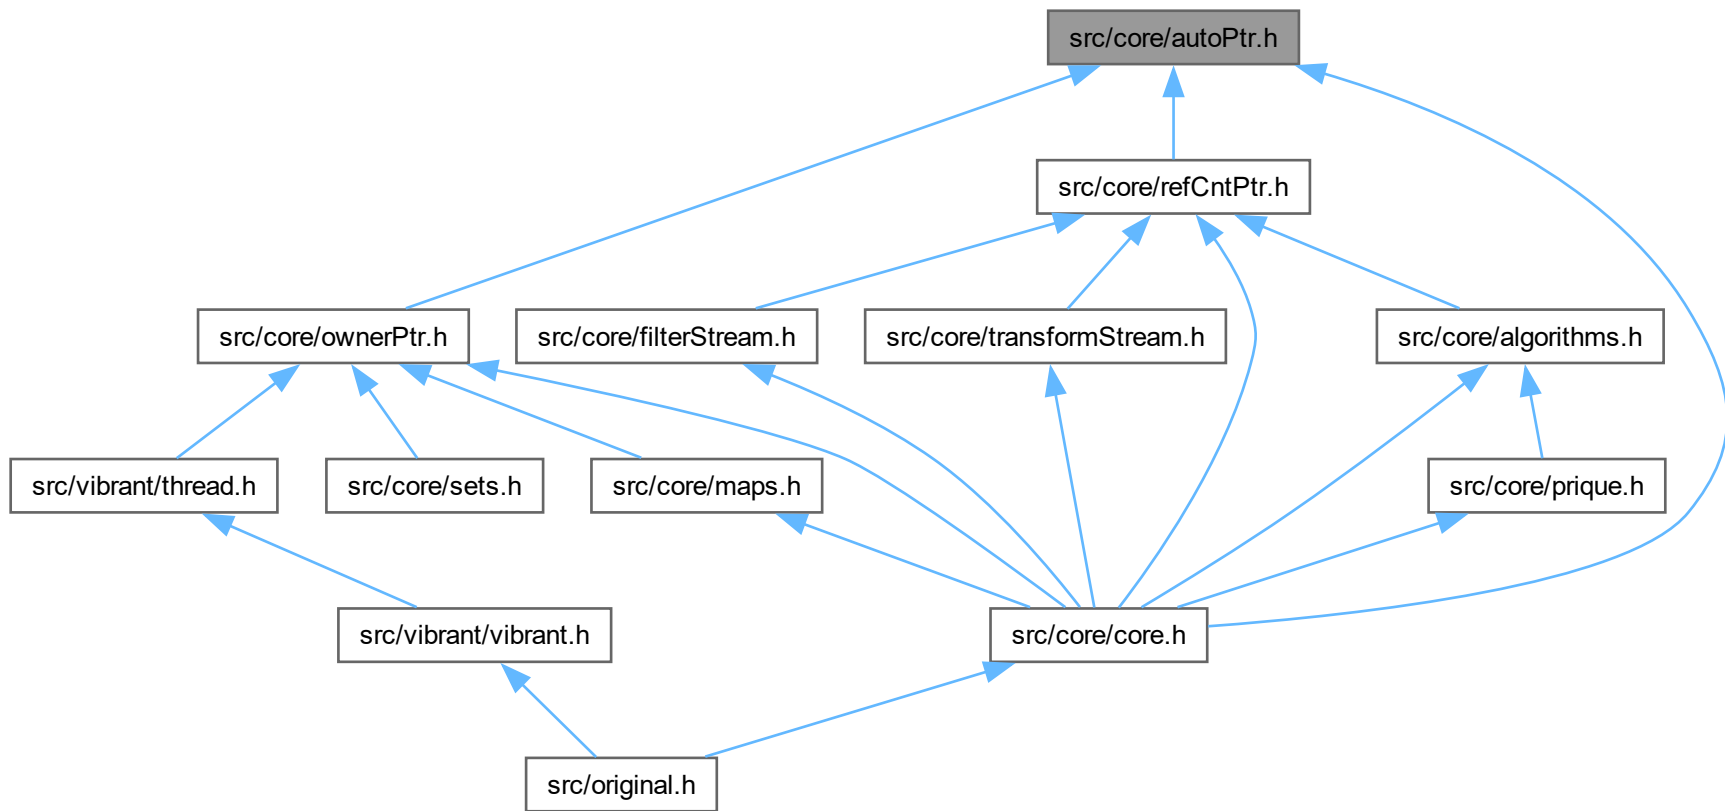 src/core/autoPtr.h
src/core/refCntPtr.h
src/core/ownerPtr.h
src/core/filterStream.h
src/core/transformStream.h
src/core/algorithms.h
src/vibrant/thread.h
src/core/sets.h
src/core/maps.h
src/core/prique.h
src/vibrant/vibrant.h
src/core/core.h
src/original.h